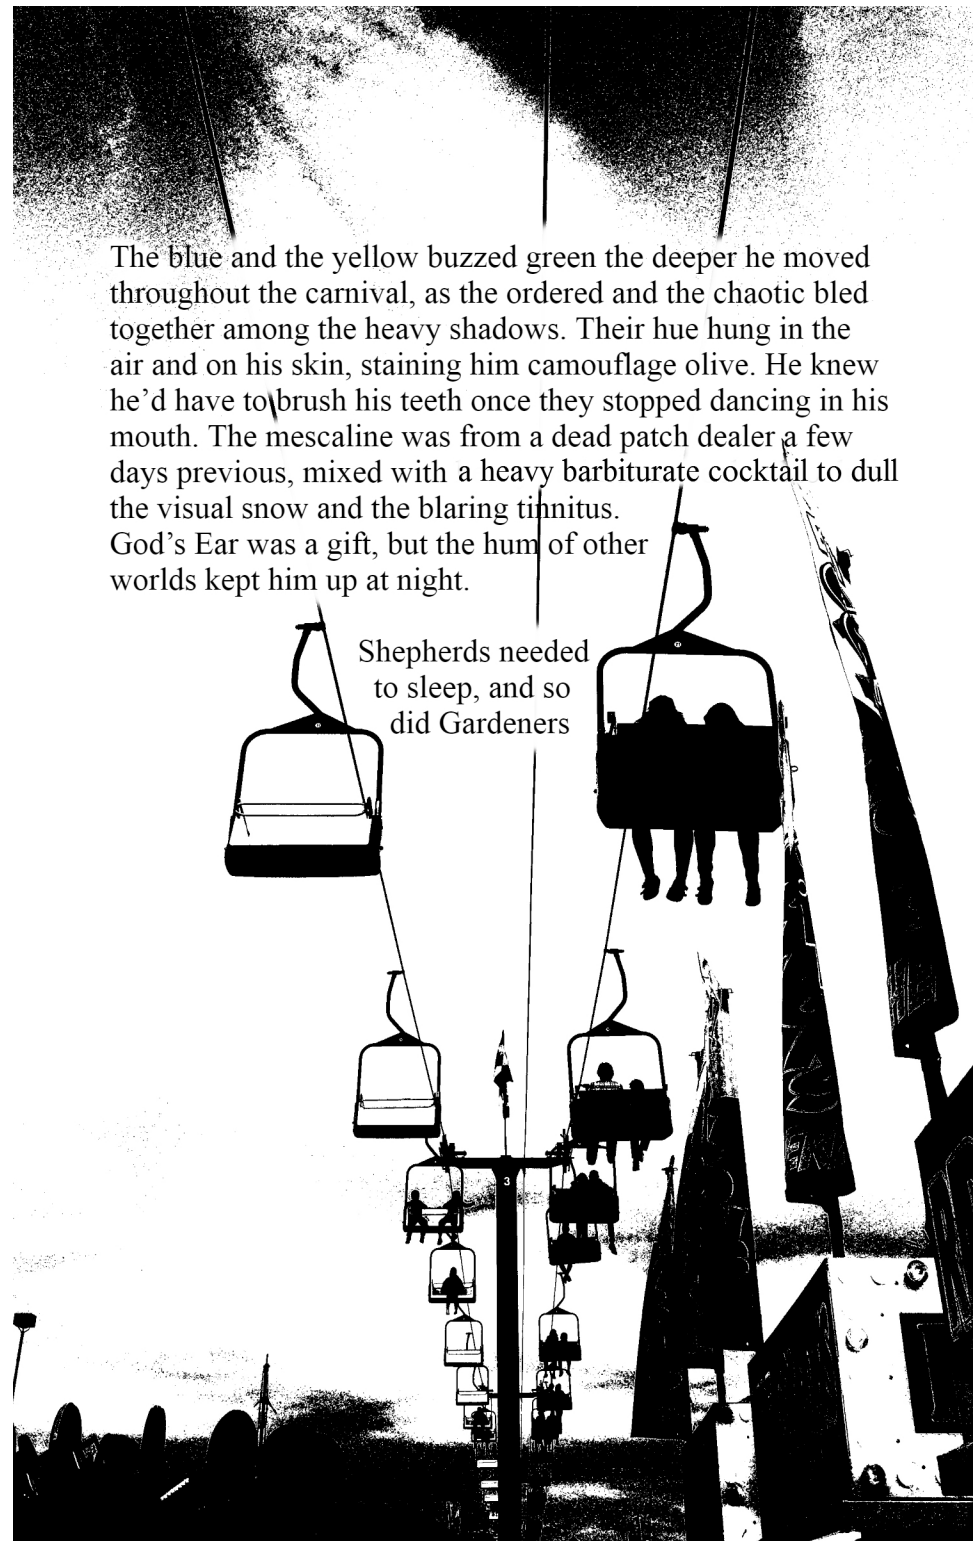 The blue and the yellow buzzed green the deeper he moved
throughout the carnival, as the ordered and the chaotic bled
together among the heavy shadows. Their hue hung in the
air and on his skin, staining him camouflage olive. He knew
he’d have to brush his teeth once they stopped dancing in his
mouth. The mescaline was from a dead patch dealer a few
days previous, mixed with a heavy barbiturate cocktail to dull
the visual snow and the blaring tinnitus.
God’s Ear was a gift, but the hum of other
worlds kept him up at night.
Shepherds needed
to sleep, and so
did Gardeners
3